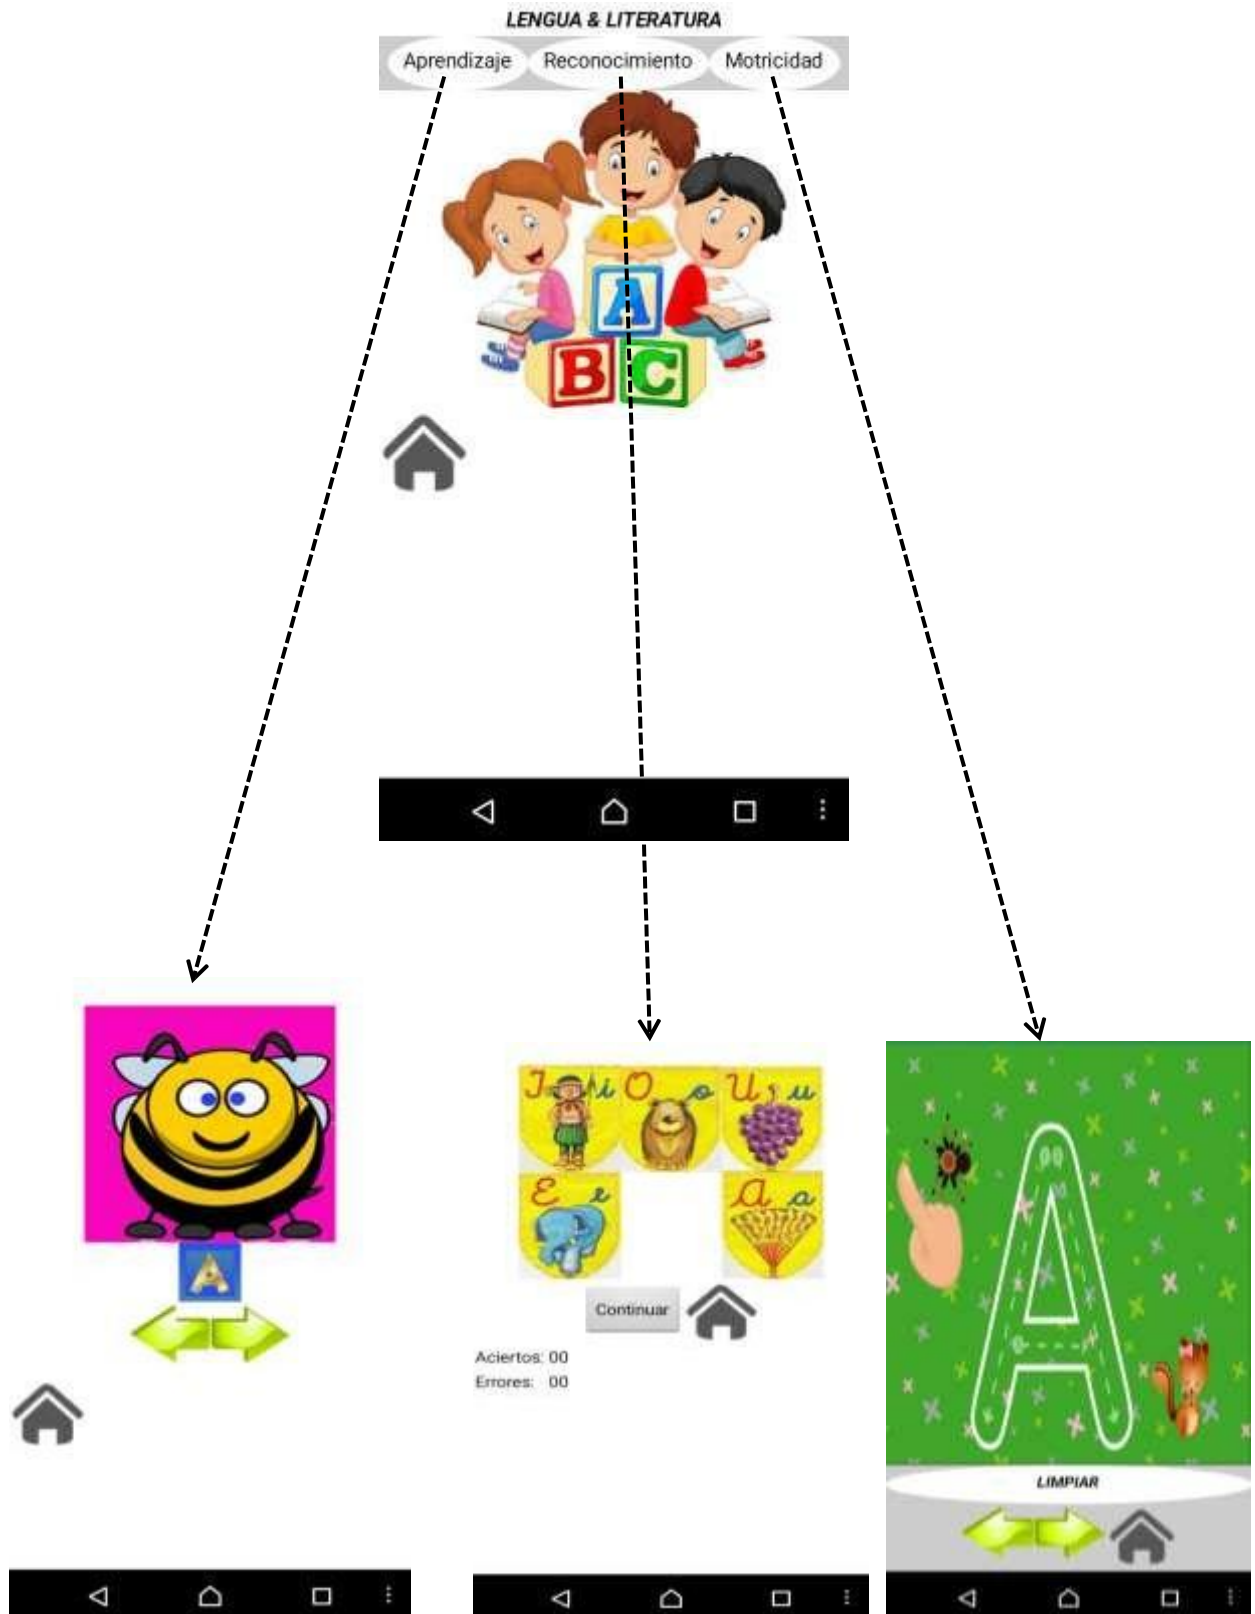 LENGUA & LITERATURA
Aprendizaje Reconocimiento Motricidad
A
B C
A
I i O o U u
E e A a
Continuar
Aciertos: 00
Errores: 00
A
LIMPIAR